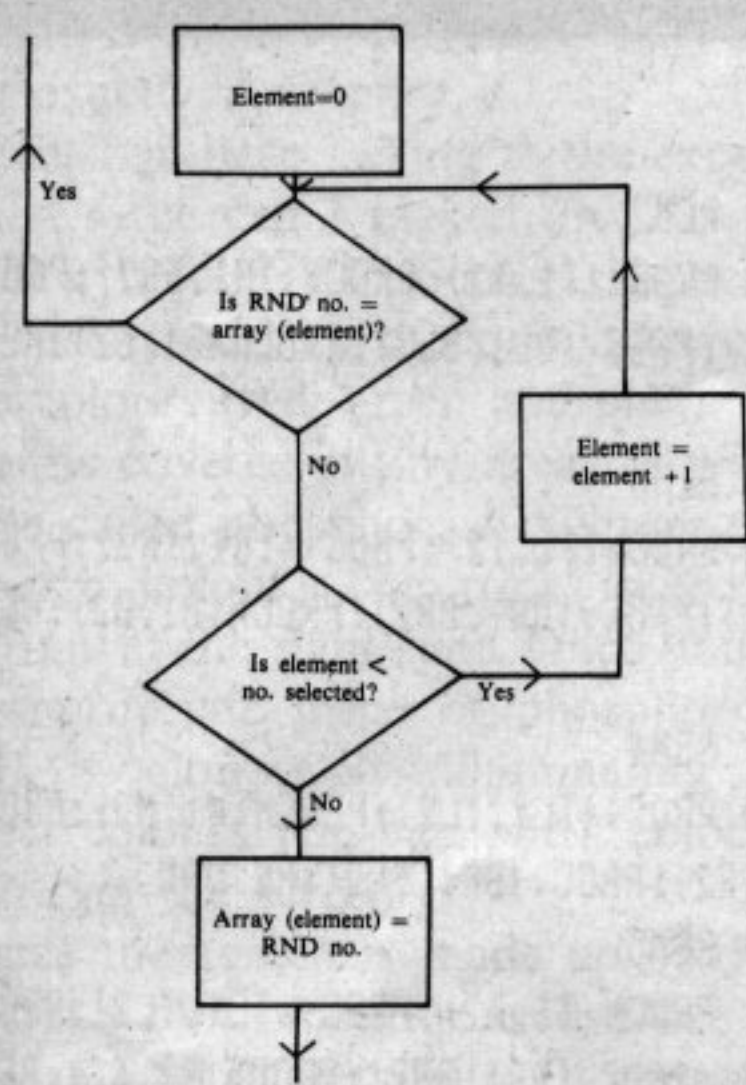 Element=0
Yes
Is RND no. =
array (element)?
No
Element =
element +1
Is element <
no. selected?
Yes
No
Array (element) =
RND no.